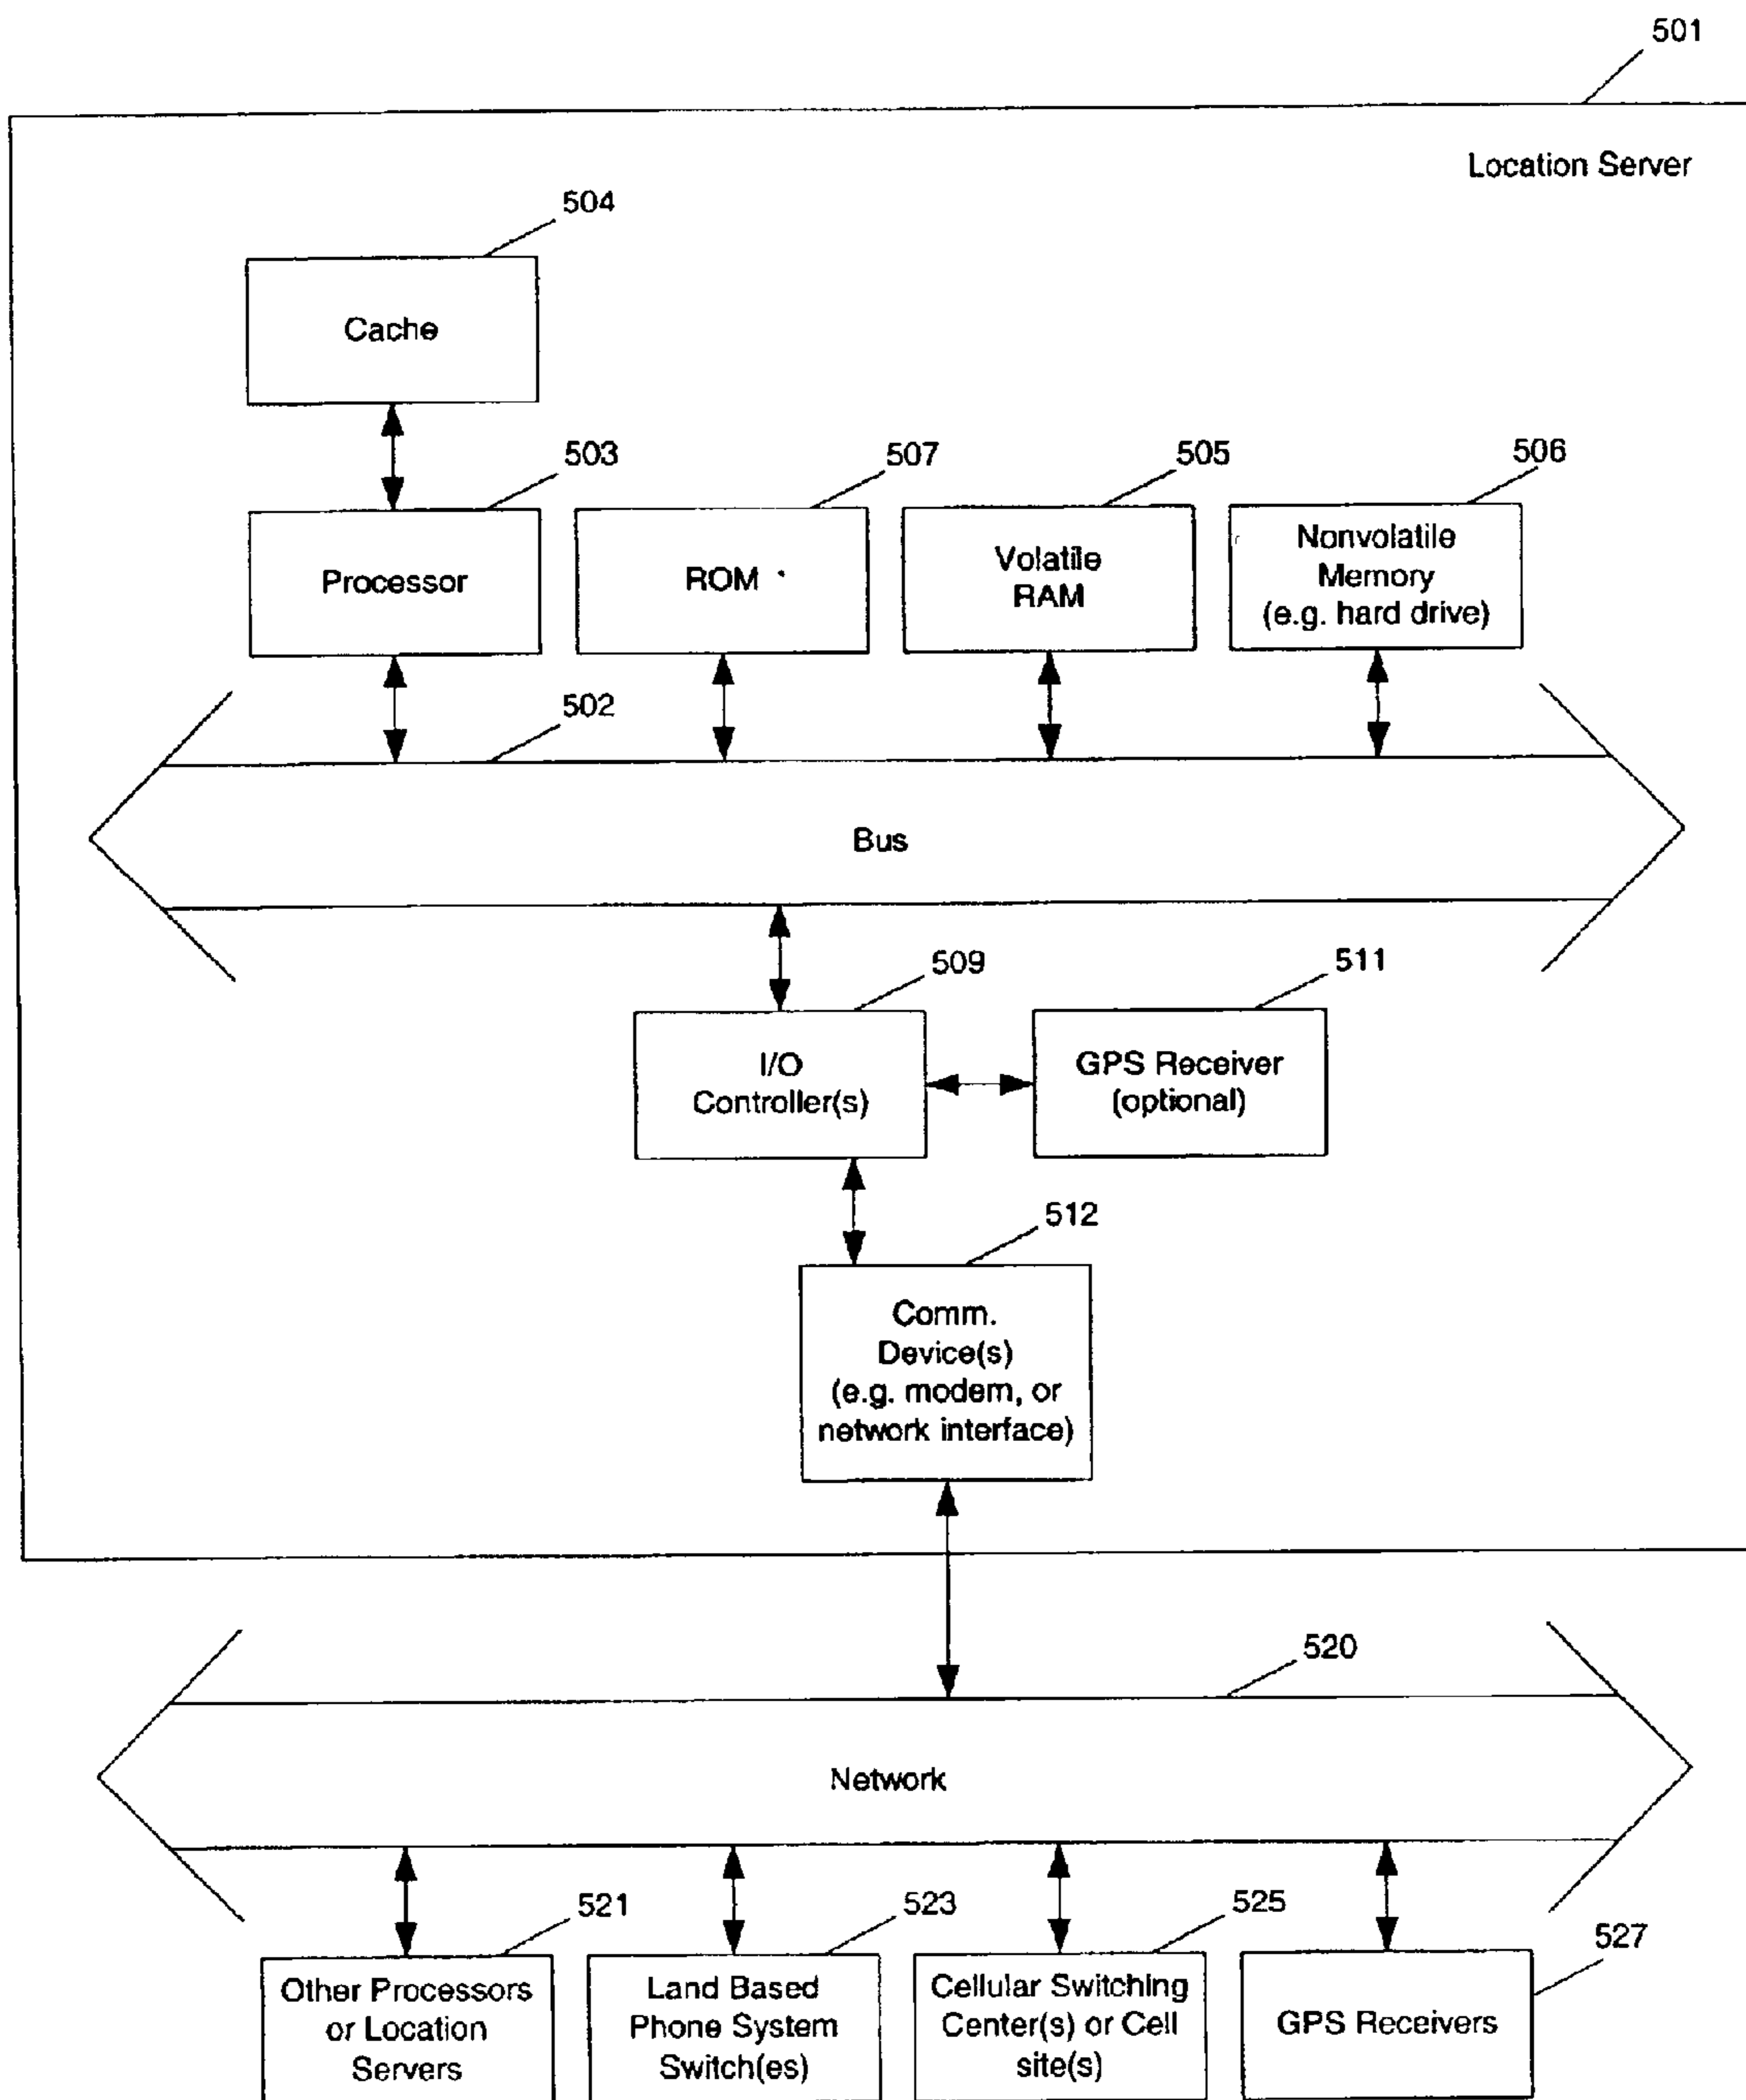 501
Location Server
504
Cache
503
507
505
506
Processor
ROM
Volatile
RAM
Nonvolatile
Memory
(e.g. hard drive)
502
Bus
509
511
I/O
Controller(s)
GPS Receiver
(optional)
512
Comm.
Device(s)
(e.g. modem, or
network interface)
520
Network
521
523
525
527
Other Processors
or Location
Servers
Land Based
Phone System
Switch(es)
Cellular Switching
Center(s) or Cell
site(s)
GPS Receivers